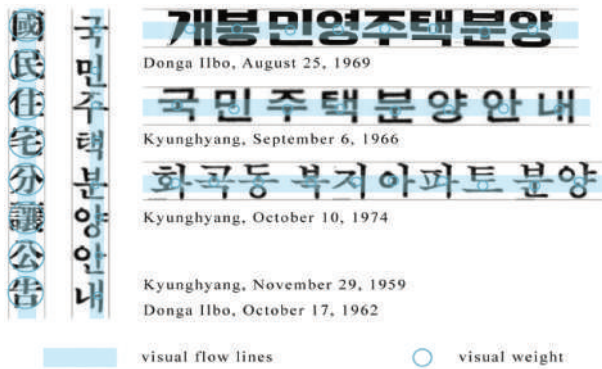 國民住宅分讓公告
국민주택분양안내
개봉민영주택분양
Donga Ilbo, August 25, 1969
국민주택분양안내
Kyunghyang, September 6, 1966
화곡동 복지아파트 분양
Kyunghyang, October 10, 1974
Kyunghyang, November 29, 1959
Donga Ilbo, October 17, 1962
visual flow lines
visual weight